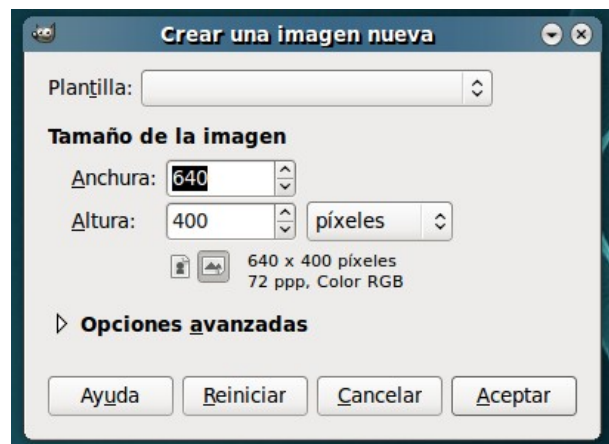 Crear una imagen nueva
Plantilla:
Tamaño de la imagen
Anchura: 640
Altura: 400 píxeles
640 x 400 píxeles
72 ppp, Color RGB
Opciones avanzadas
Ayuda Reiniciar Cancelar Aceptar